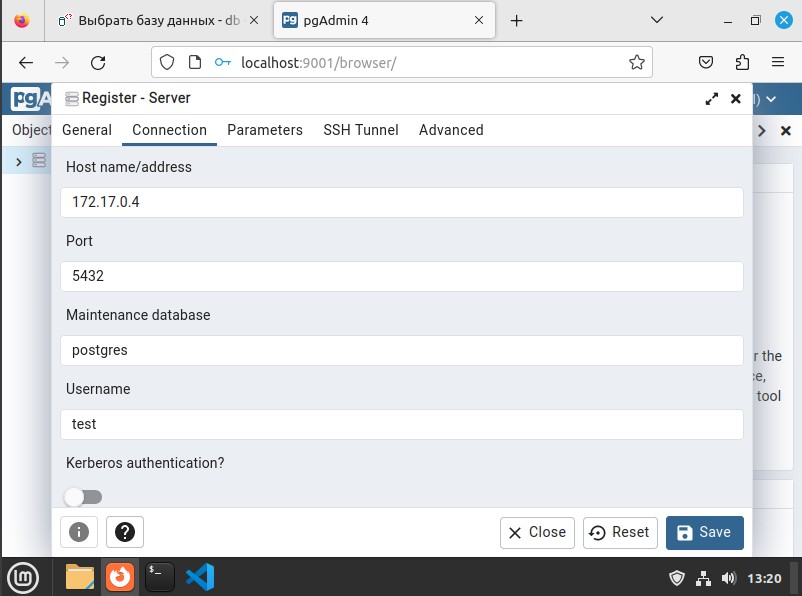 Выбрать базу данных - db
pgAdmin 4
localhost:9001/browser/
pgA
l)
Register - Server
Object
General Connection Parameters SSH Tunnel Advanced
Host name/address
172.17.0.4
Port
5432
Maintenance database
postgres
r the
ce,
tool
Username
test
Kerberos authentication?
i ? Close Reset Save
lm $_ 13:20